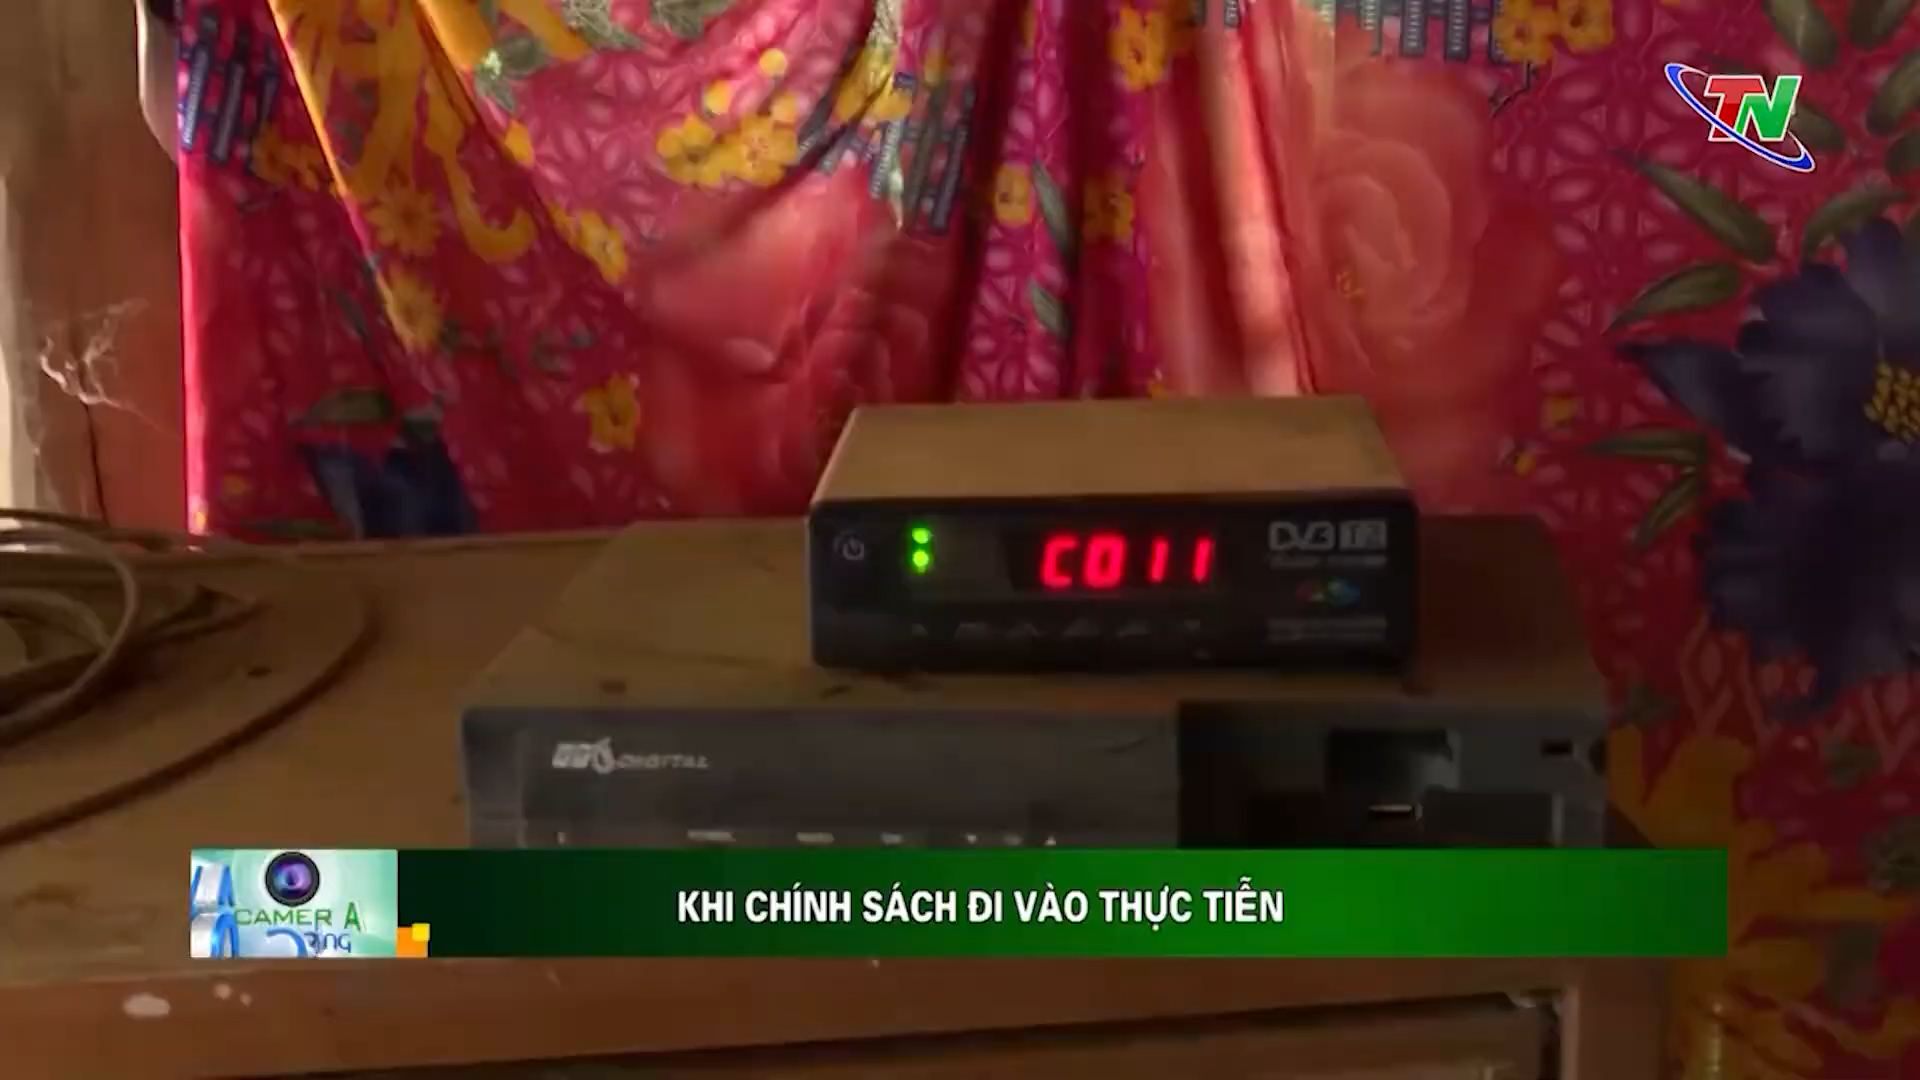 TN
C011
DVB T2
DIGITAL
CAMERA
KHI CHÍNH SÁCH ĐI VÀO THỰC TIỄN